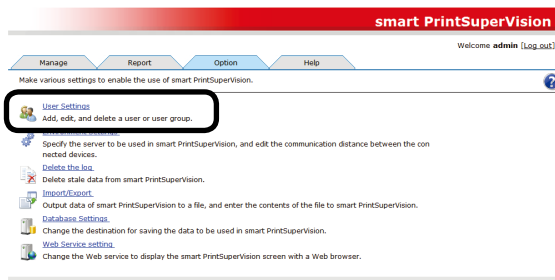 smart PrintSuperVision
Welcome admin [Log out]
Manage Report Option Help
Make various settings to enable the use of smart PrintSuperVision.
?
User Settings
Add, edit, and delete a user or user group.
Environment Settings
Specify the server to be used in smart PrintSuperVision, and edit the communication distance between the con
nected devices.
Delete the log
Delete stale data from smart PrintSuperVision.
Import/Export
Output data of smart PrintSuperVision to a file, and enter the contents of the file to smart PrintSuperVision.
Database Settings
Change the destination for saving the data to be used in smart PrintSuperVision.
Web Service setting
Change the Web service to display the smart PrintSuperVision screen with a Web browser.